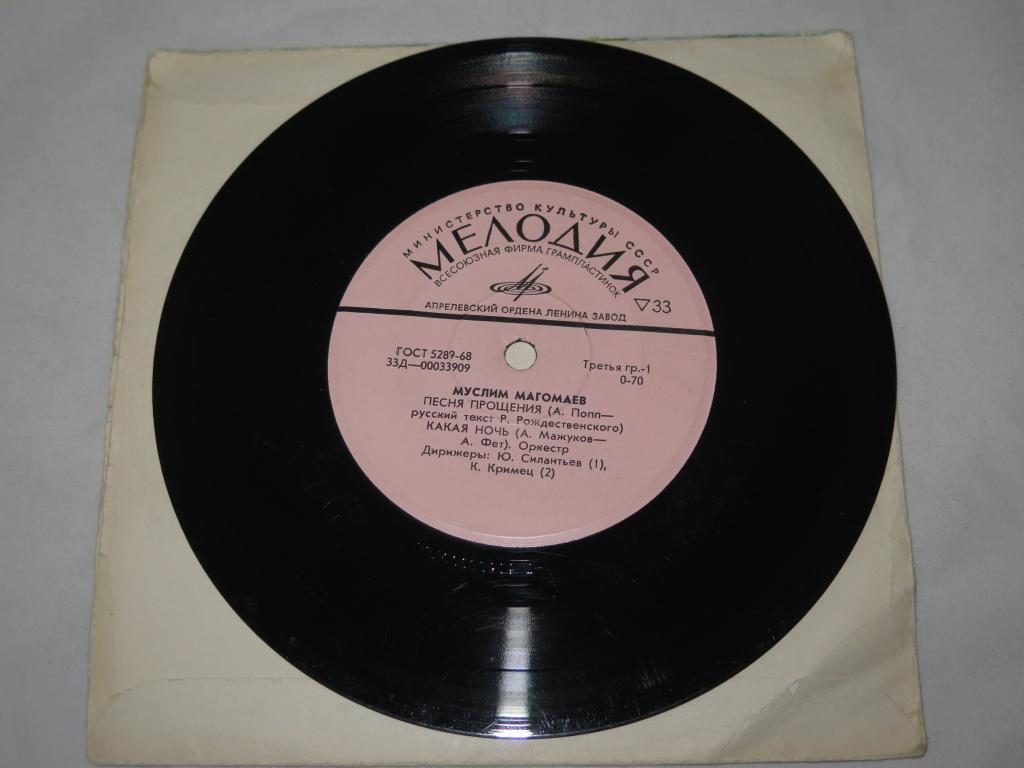 МИНИСТЕРСТВО КУЛЬТУРЫ СССР
МЕЛОДИЯ
ВСЕСОЮЗНАЯ ФИРМА ГРАМПЛАСТИНОК
АПРЕЛЕВСКИЙ ОРДЕНА ЛЕНИНА ЗАВОД
▽33
ГОСТ 5289-68
33Д—00033909
Третья гр.-1
0-70
МУСЛИМ МАГОМАЕВ
ПЕСНЯ ПРОЩЕНИЯ (А. Попп—
русский текст Р. Рождественского)
КАКАЯ НОЧЬ (А. Мажуков—
А. Фет). Оркестр
Дирижеры: Ю. Силантьев (1),
К. Кримец (2)